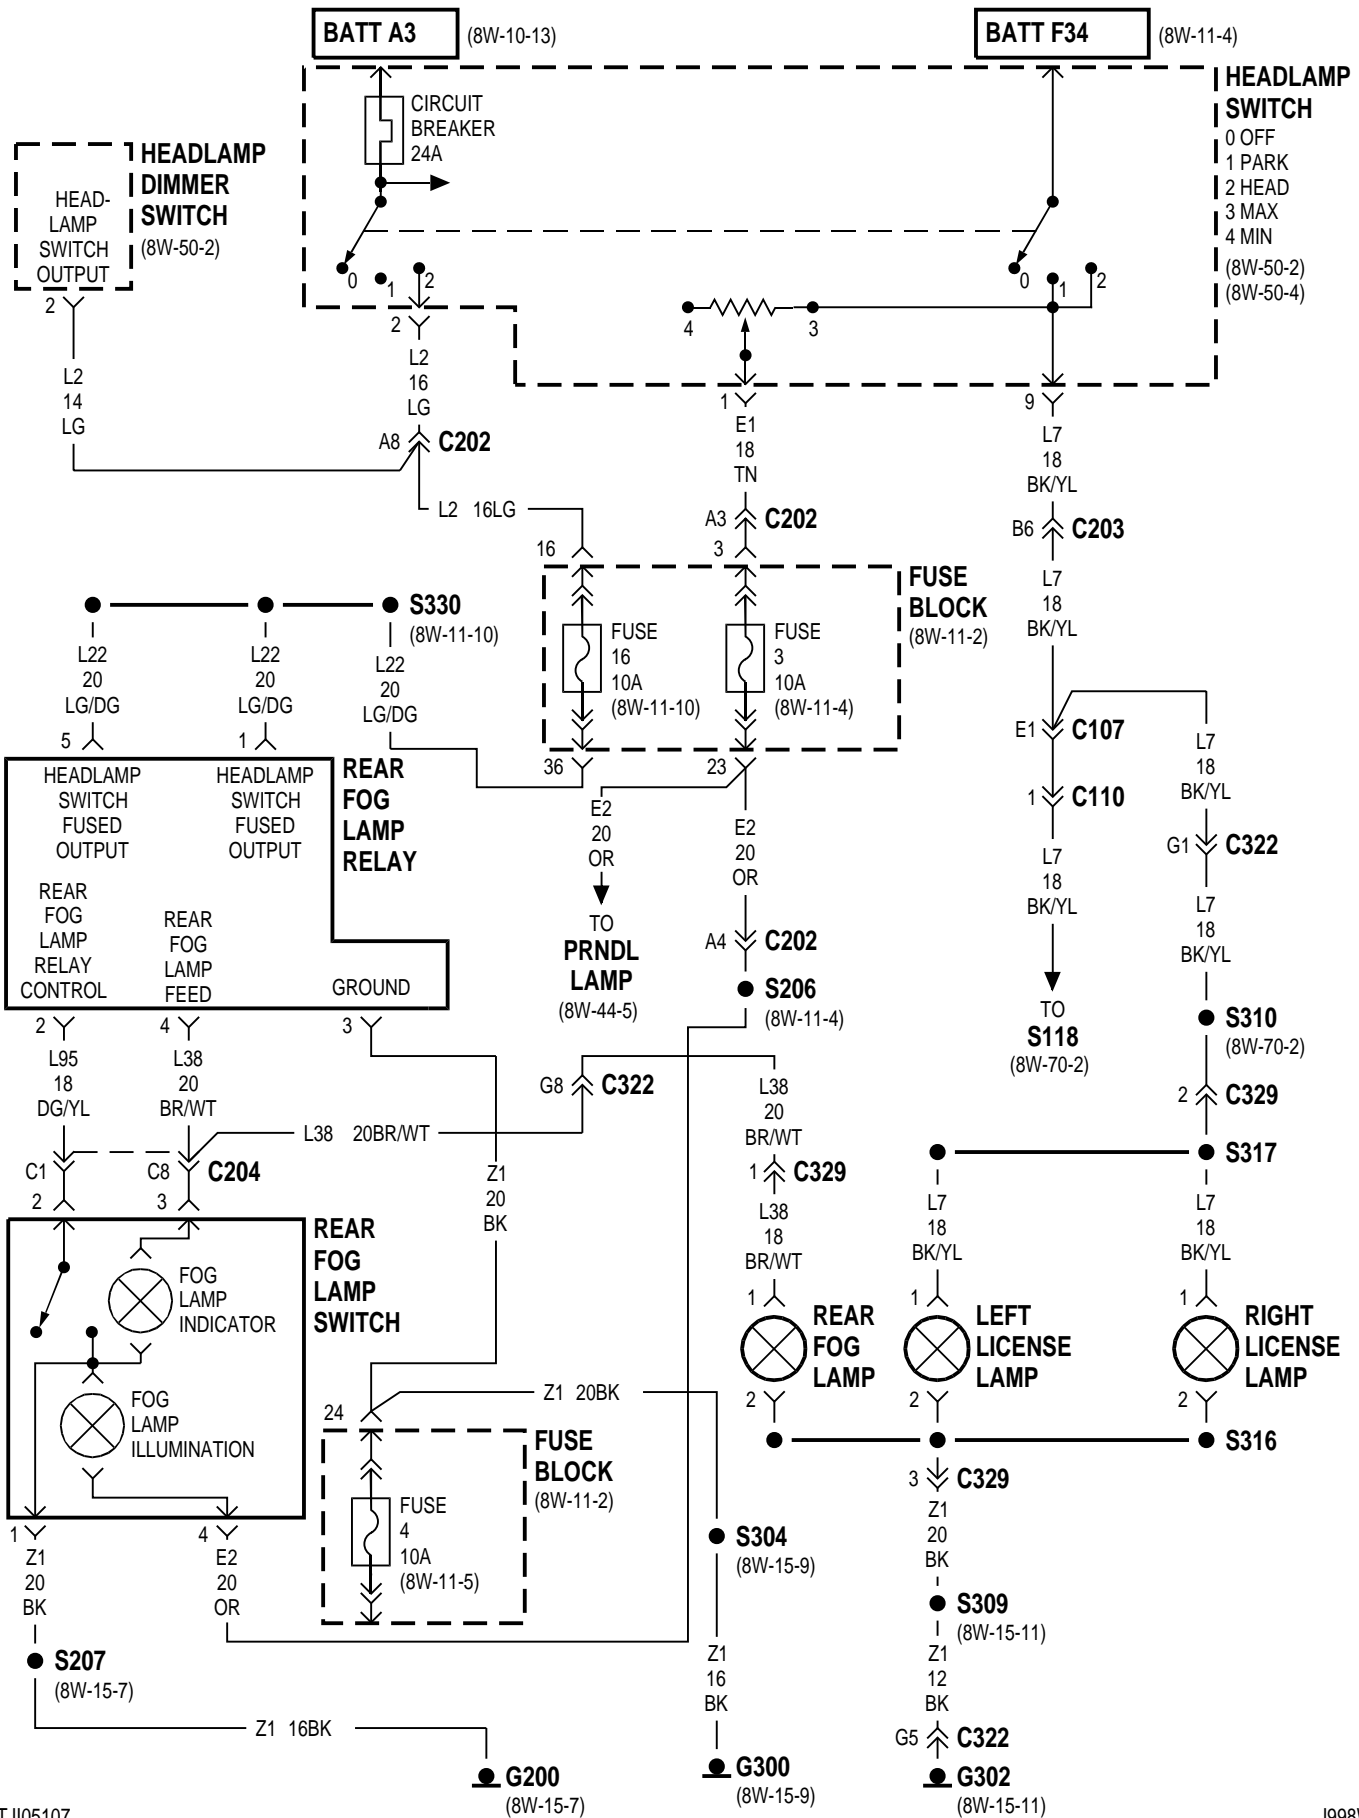 BATT A3
(8W-10-13)
BATT F34
(8W-11-4)
HEADLAMP
SWITCH
0 OFF
1 PARK
2 HEAD
3 MAX
4 MIN
(8W-50-2)
(8W-50-4)
CIRCUIT
BREAKER
24A
HEADLAMP
DIMMER
SWITCH
(8W-50-2)
HEAD-
LAMP
SWITCH
OUTPUT
2
L2
14
LG
0
1
2
2
L2
16
LG
A8
C202
L2 16LG
16
4
3
1
E1
18
TN
A3
C202
3
0
1
2
9
L7
18
BK/YL
B6
C203
L7
18
BK/YL
FUSE
BLOCK
(8W-11-2)
FUSE
16
10A
(8W-11-10)
FUSE
3
10A
(8W-11-4)
36
23
S330
(8W-11-10)
L22
20
LG/DG
L22
20
LG/DG
L22
20
LG/DG
5
1
REAR
FOG
LAMP
RELAY
HEADLAMP
SWITCH
FUSED
OUTPUT
HEADLAMP
SWITCH
FUSED
OUTPUT
REAR
FOG
LAMP
RELAY
CONTROL
REAR
FOG
LAMP
FEED
GROUND
2
4
3
E2
20
OR
TO
PRNDL
LAMP
(8W-44-5)
E2
20
OR
A4
C202
S206
(8W-11-4)
E1
C107
1
C110
L7
18
BK/YL
TO
S118
(8W-70-2)
L7
18
BK/YL
G1
C322
L7
18
BK/YL
S310
(8W-70-2)
2
C329
S317
L95
18
DG/YL
L38
20
BR/WT
L38 20BR/WT
G8
C322
L38
20
BR/WT
1
C329
L38
18
BR/WT
C1
C8
C204
2
3
Z1
20
BK
L7
18
BK/YL
L7
18
BK/YL
REAR
FOG
LAMP
SWITCH
FOG
LAMP
INDICATOR
FOG
LAMP
ILLUMINATION
1
REAR
FOG
LAMP
2
1
LEFT
LICENSE
LAMP
2
1
RIGHT
LICENSE
LAMP
2
S316
Z1 20BK
24
FUSE
BLOCK
(8W-11-2)
FUSE
4
10A
(8W-11-5)
3
C329
Z1
20
BK
S304
(8W-15-9)
S309
(8W-15-11)
1
Z1
20
BK
4
E2
20
OR
S207
(8W-15-7)
Z1 16BK
G200
(8W-15-7)
Z1
16
BK
G300
(8W-15-9)
Z1
12
BK
G5
C322
G302
(8W-15-11)